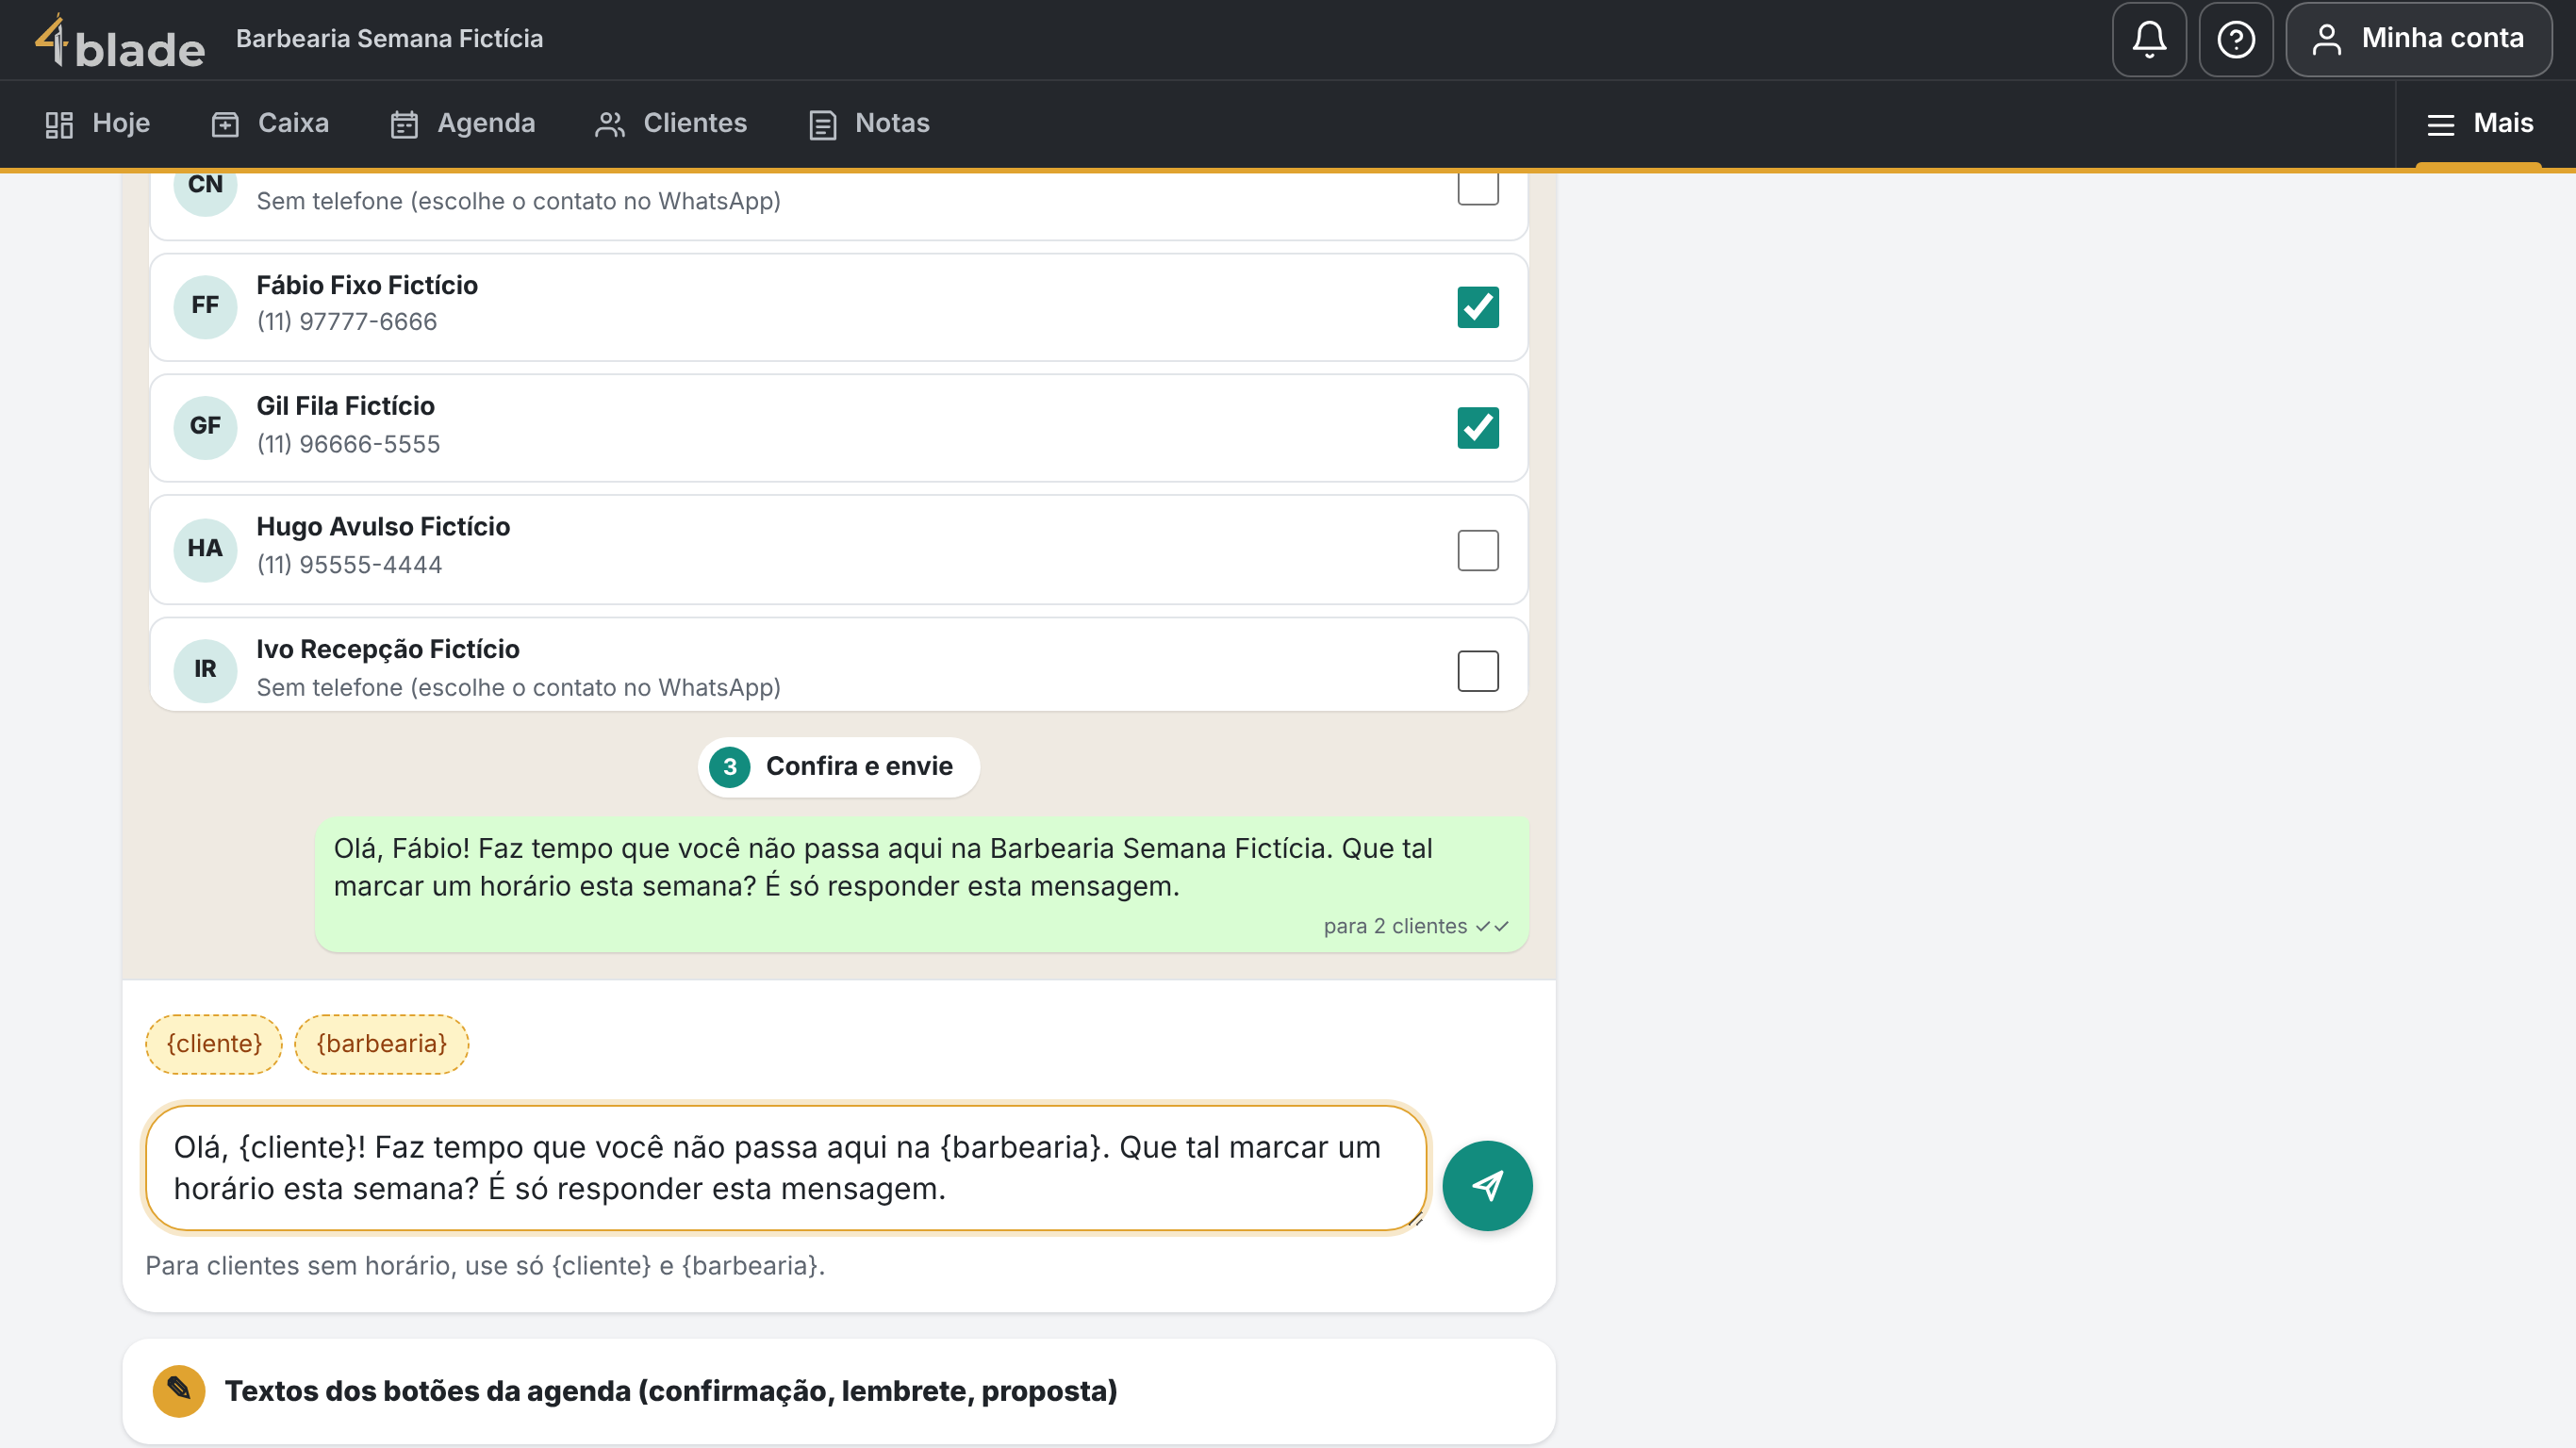 4blade
Barbearia Semana Fictícia
Minha conta
Hoje
Caixa
Agenda
Clientes
Notas
Mais
CN
Sem telefone (escolhe o contato no WhatsApp)
FF
Fábio Fixo Fictício
(11) 97777-6666
GF
Gil Fila Fictício
(11) 96666-5555
HA
Hugo Avulso Fictício
(11) 95555-4444
IR
Ivo Recepção Fictício
Sem telefone (escolhe o contato no WhatsApp)
3 Confira e envie
Olá, Fábio! Faz tempo que você não passa aqui na Barbearia Semana Fictícia. Que tal
marcar um horário esta semana? É só responder esta mensagem.
para 2 clientes ✓✓
{cliente}
{barbearia}
Olá, {cliente}! Faz tempo que você não passa aqui na {barbearia}. Que tal marcar um
horário esta semana? É só responder esta mensagem.
Para clientes sem horário, use só {cliente} e {barbearia}.
Textos dos botões da agenda (confirmação, lembrete, proposta)